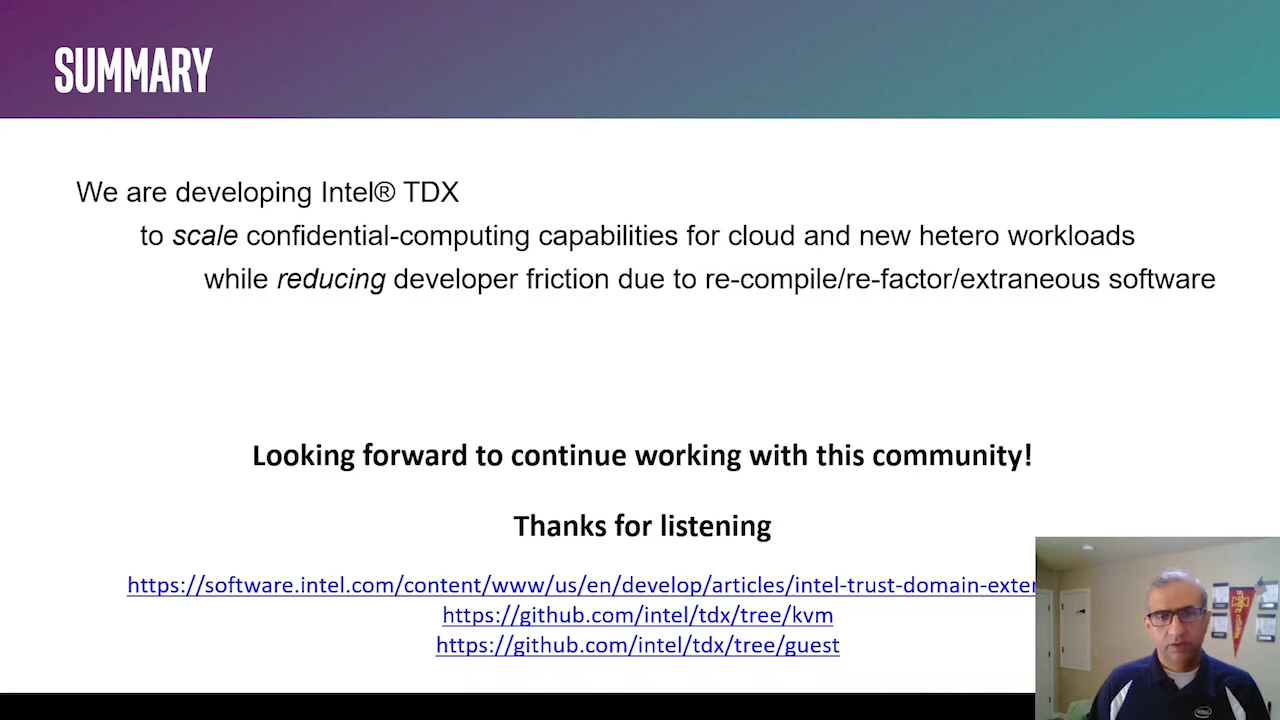 SUMMARY
We are developing Intel® TDX
to scale confidential-computing capabilities for cloud and new hetero workloads
while reducing developer friction due to re-compile/re-factor/extraneous software
Looking forward to continue working with this community!
Thanks for listening
https://software.intel.com/content/www/us/en/develop/articles/intel-trust-domain-exten
https://github.com/intel/tdx/tree/kvm
https://github.com/intel/tdx/tree/guest
intel